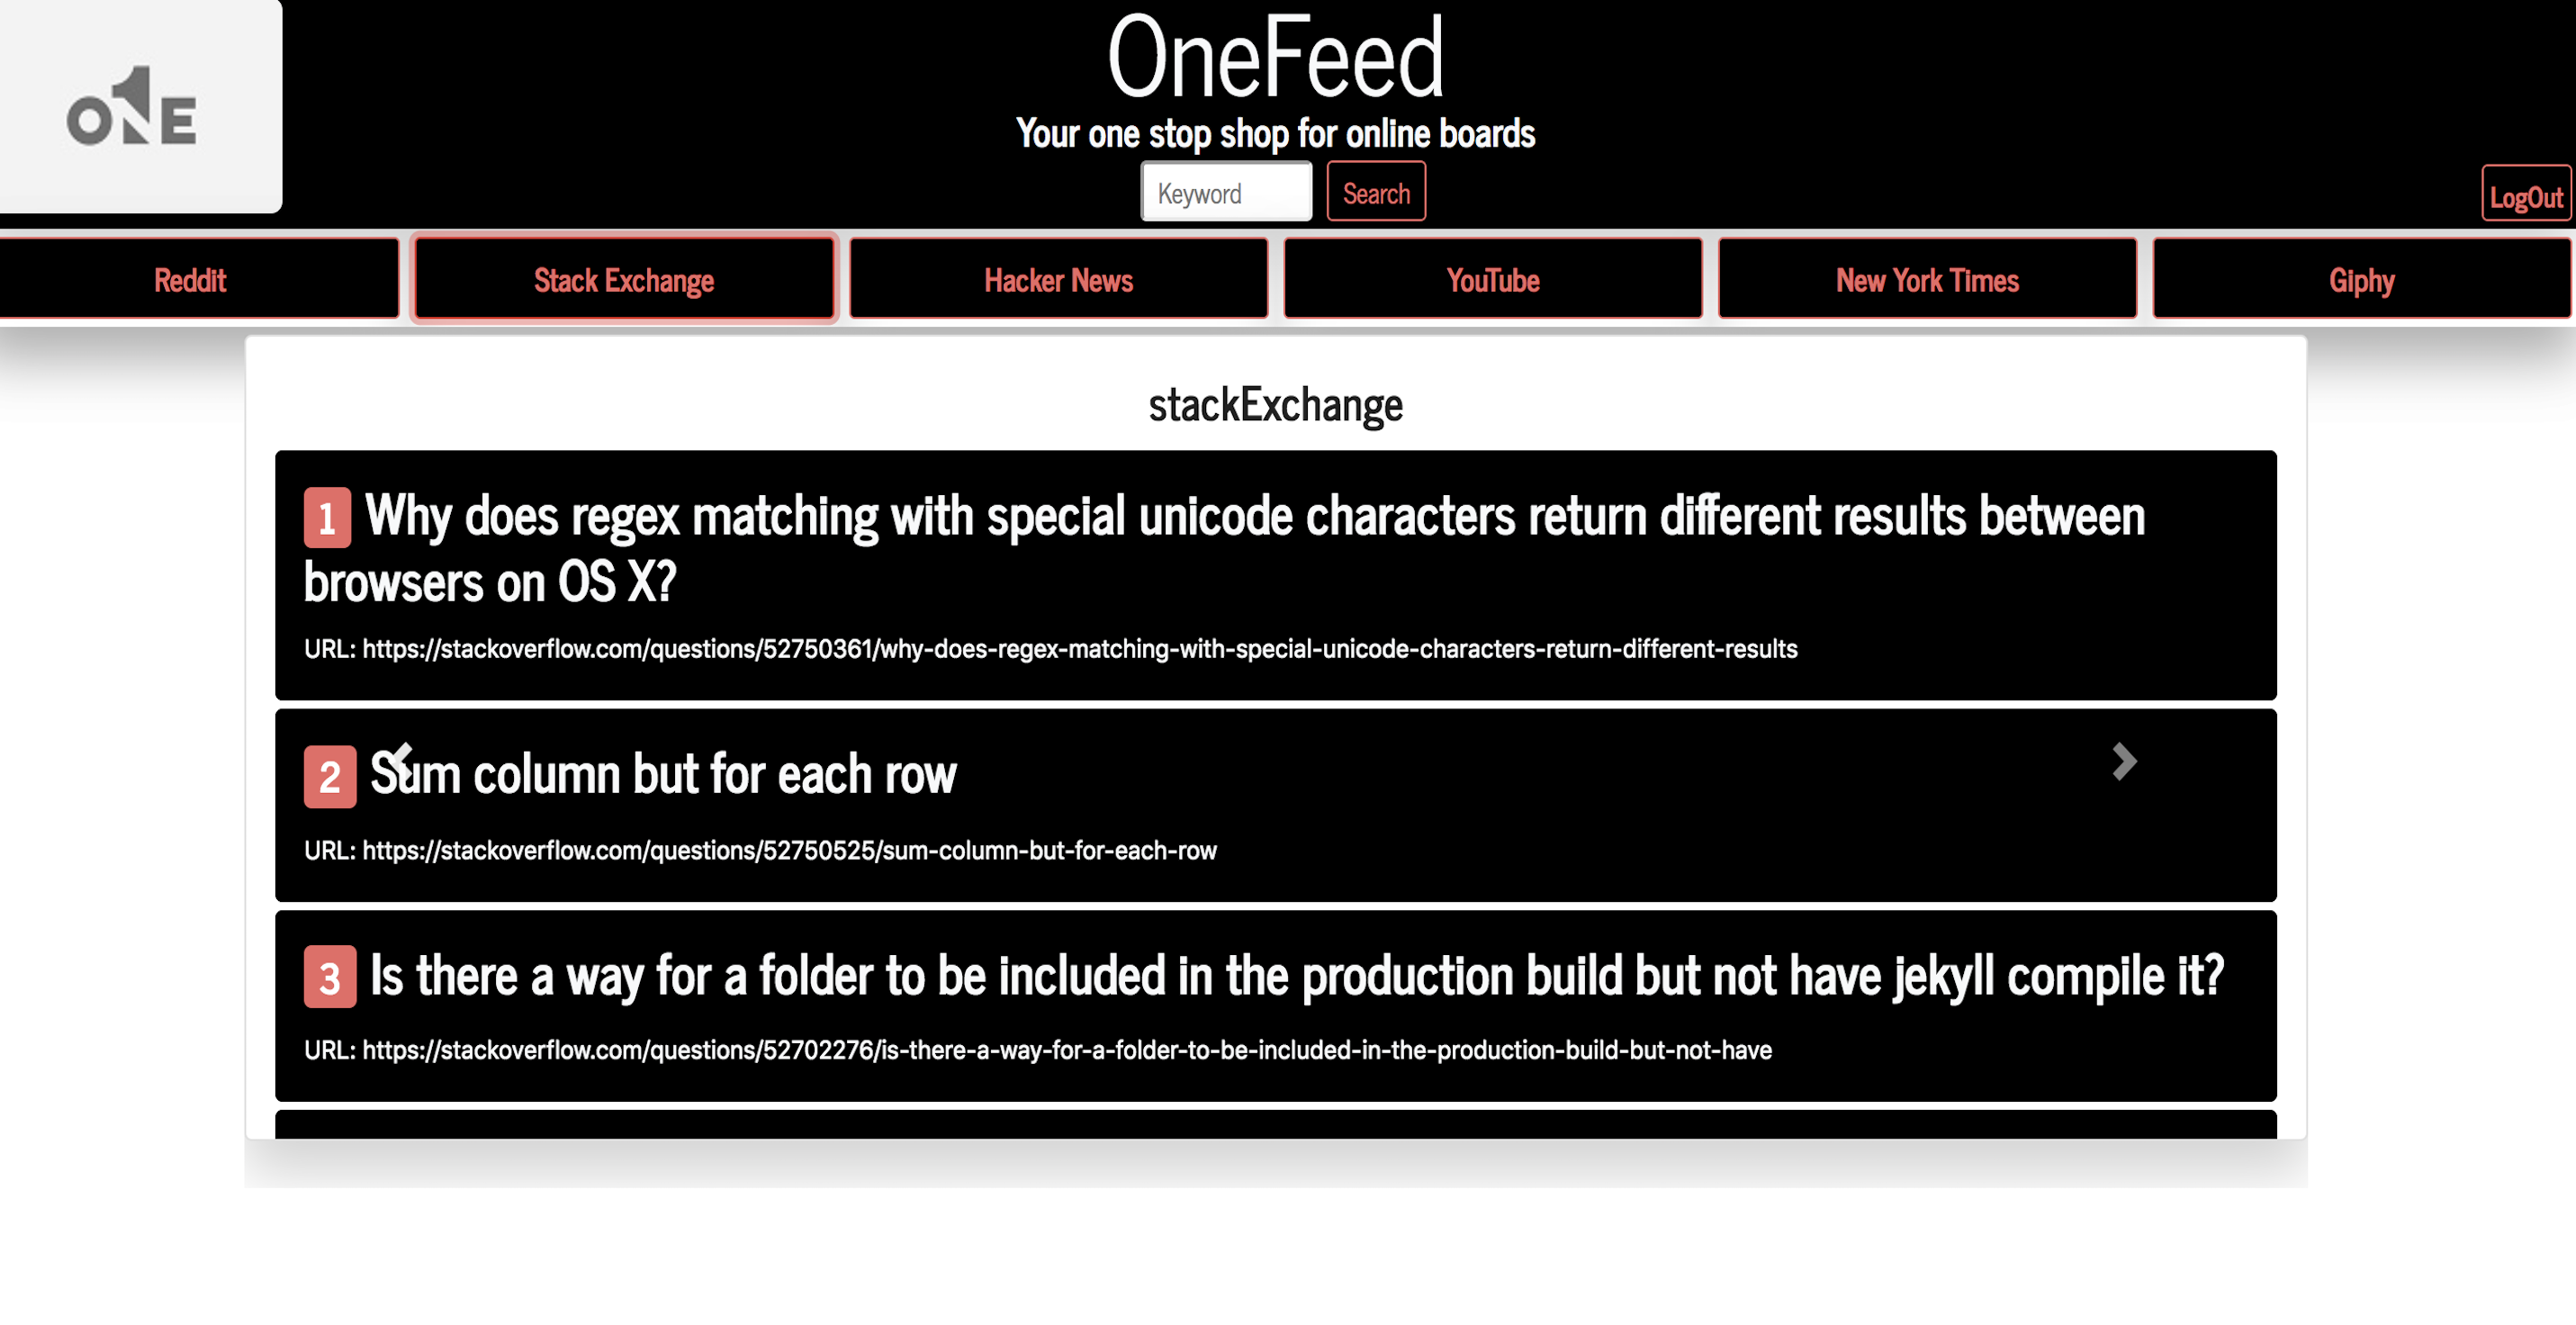 O1NE
OneFeed
Your one stop shop for online boards
Keyword
Search
LogOut
Reddit
Stack Exchange
Hacker News
YouTube
New York Times
Giphy
stackExchange
1 Why does regex matching with special unicode characters return different results between
browsers on OS X?
URL: https://stackoverflow.com/questions/52750361/why-does-regex-matching-with-special-unicode-characters-return-different-results
2 Sum column but for each row
URL: https://stackoverflow.com/questions/52750525/sum-column-but-for-each-row
3 Is there a way for a folder to be included in the production build but not have jekyll compile it?
URL: https://stackoverflow.com/questions/52702276/is-there-a-way-for-a-folder-to-be-included-in-the-production-build-but-not-have